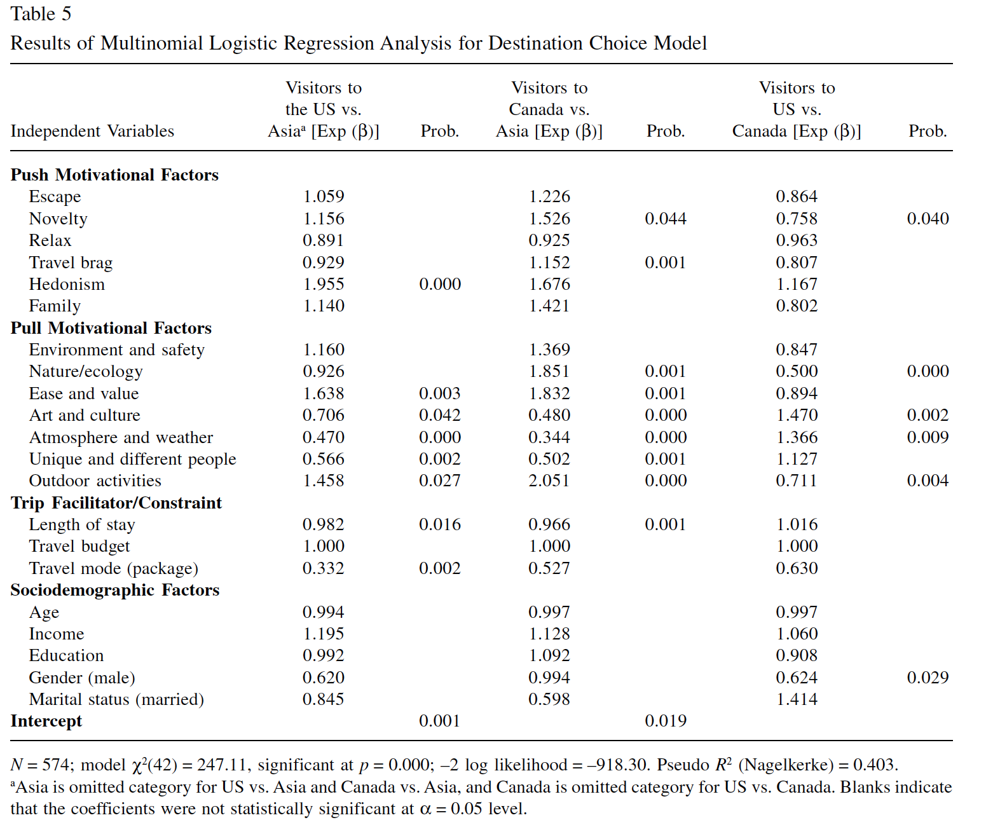 Table 5
Results of Multinomial Logistic Regression Analysis for Destination Choice Model
Visitors to Visitors to Visitors to
the US vs. Canada vs. US vs.
Independent Variables Asiaᵃ [Exp (β)] Prob. Asia [Exp (β)] Prob. Canada [Exp (β)] Prob.
Push Motivational Factors
Escape 1.059 1.226 0.864
Novelty 1.156 1.526 0.044 0.758 0.040
Relax 0.891 0.925 0.963
Travel brag 0.929 1.152 0.001 0.807
Hedonism 1.955 0.000 1.676 1.167
Family 1.140 1.421 0.802
Pull Motivational Factors
Environment and safety 1.160 1.369 0.847
Nature/ecology 0.926 1.851 0.001 0.500 0.000
Ease and value 1.638 0.003 1.832 0.001 0.894
Art and culture 0.706 0.042 0.480 0.000 1.470 0.002
Atmosphere and weather 0.470 0.000 0.344 0.000 1.366 0.009
Unique and different people 0.566 0.002 0.502 0.001 1.127
Outdoor activities 1.458 0.027 2.051 0.000 0.711 0.004
Trip Facilitator/Constraint
Length of stay 0.982 0.016 0.966 0.001 1.016
Travel budget 1.000 1.000 1.000
Travel mode (package) 0.332 0.002 0.527 0.630
Sociodemographic Factors
Age 0.994 0.997 0.997
Income 1.195 1.128 1.060
Education 0.992 1.092 0.908
Gender (male) 0.620 0.994 0.624 0.029
Marital status (married) 0.845 0.598 1.414
Intercept 0.001 0.019
N = 574; model χ²(42) = 247.11, significant at p = 0.000; –2 log likelihood = –918.30. Pseudo R² (Nagelkerke) = 0.403.
ᵃAsia is omitted category for US vs. Asia and Canada vs. Asia, and Canada is omitted category for US vs. Canada. Blanks indicate
that the coefficients were not statistically significant at α = 0.05 level.